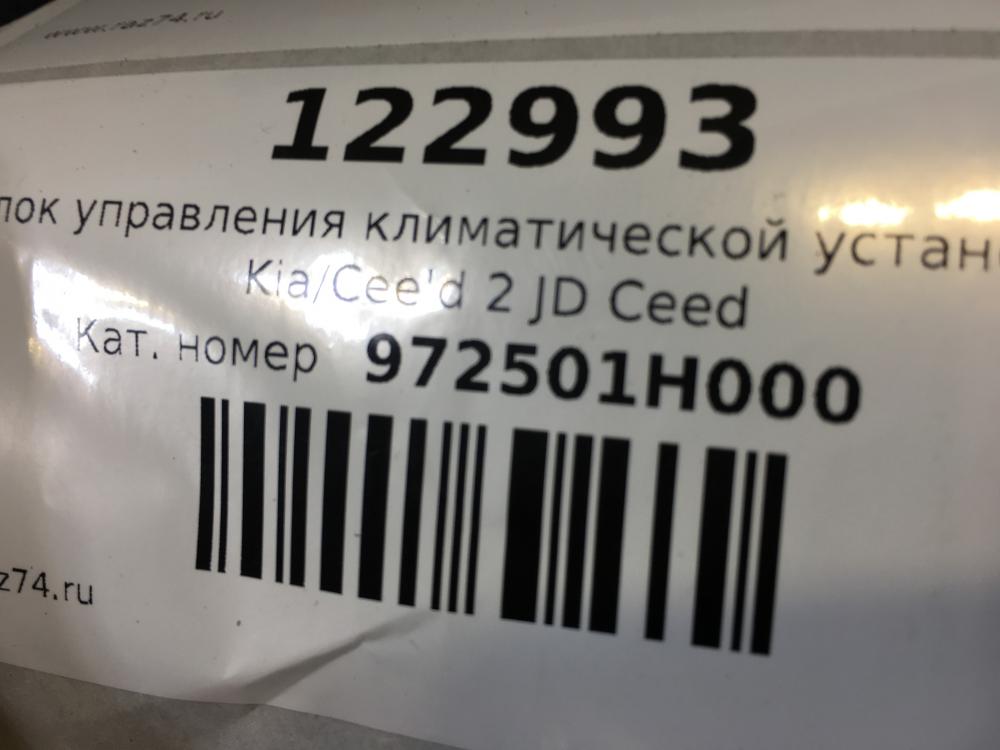 www.raz74.ru
122993
лок управления климатической устан
Kia/Cee'd 2 JD Ceed
Кат. номер 972501H000
z74.ru